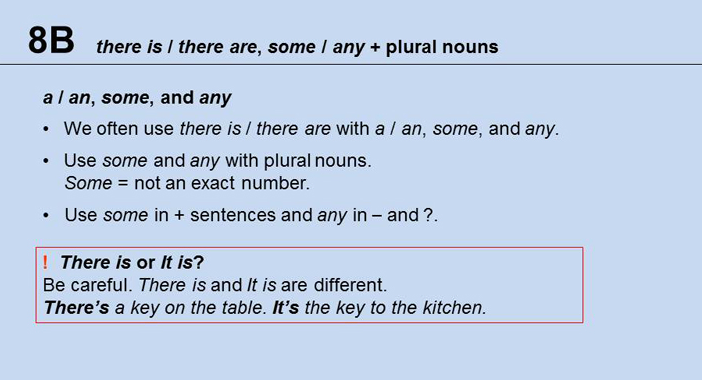 8B there is / there are, some / any + plural nouns
a / an, some, and any
• We often use there is / there are with a / an, some, and any.
• Use some and any with plural nouns.
Some = not an exact number.
• Use some in + sentences and any in – and ?.
! There is or It is?
Be careful. There is and It is are different.
There’s a key on the table. It’s the key to the kitchen.